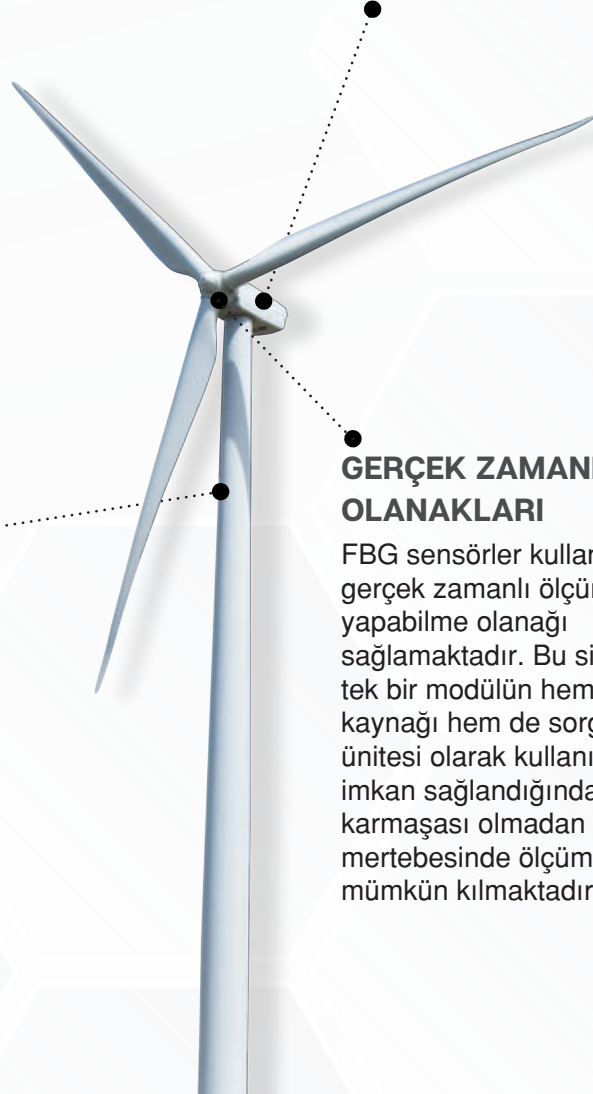 GERÇEK ZAMANL
OLANAKLARI
FBG sensörler kullan
gerçek zamanlı ölçü
yapabilme olanağı
sağlamaktadır. Bu si
tek bir modülün hem
kaynağı hem de sorg
ünitesi olarak kullanı
imkan sağlandığında
karmaşası olmadan
mertebesinde ölçüm
mümkün kılmaktadır